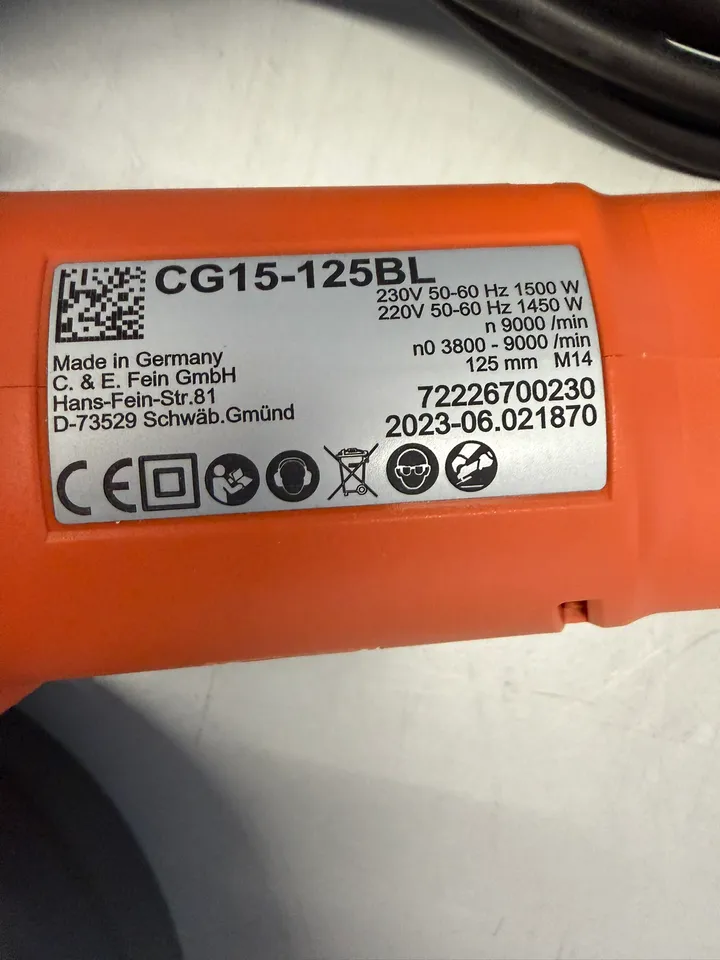 CG15-125BL
230V 50-60 Hz 1500 W
220V 50-60 Hz 1450 W
n 9000 /min
n0 3800 - 9000 /min
125 mm M14
Made in Germany
C. & E. Fein GmbH
Hans-Fein-Str.81
D-73529 Schwäb.Gmünd
72226700230
2023-06.021870
CE